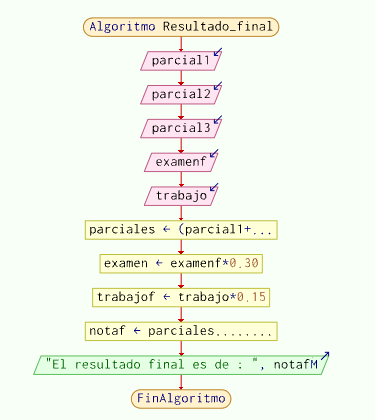 Algoritmo Resultado_final
parcial1
parcial2
parcial3
examenf
trabajo
parciales ← (parcial1+...
examen ← examenf*0.30
trabajof ← trabajo*0.15
notaf ← parciales........
"El resultado final es de : ", notafM
FinAlgoritmo